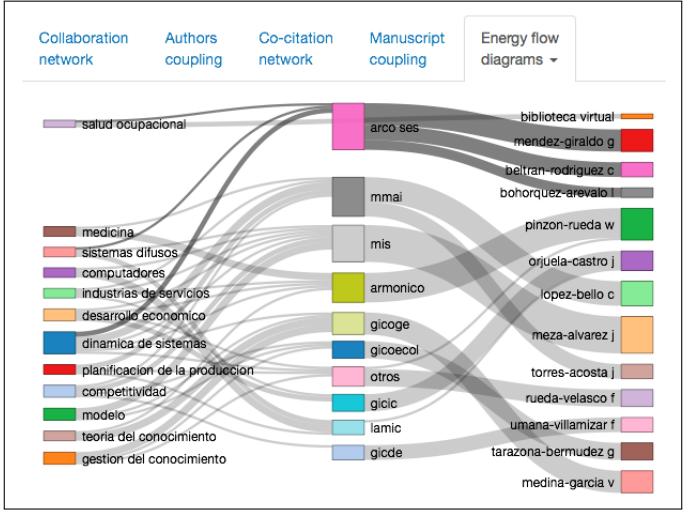 Collaboration
network
Authors
coupling
Co-citation
network
Manuscript
coupling
Energy flow
diagrams
salud ocupacional
medicina
sistemas difusos
computadores
industrias de servicios
desarrollo economico
dinamica de sistemas
planificacion de la produccion
competitividad
modelo
teoria del conocimiento
gestion del conocimiento
arco ses
mmai
mis
armonico
gicoge
gicoecol
otros
gicic
lamic
gicde
biblioteca virtual
mendez-giraldo g
beltran-rodriguez c
bohorquez-arevalo l
pinzon-rueda w
orjuela-castro j
lopez-bello c
meza-alvarez j
torres-acosta j
rueda-velasco f
umana-villamizar f
tarazona-bermudez g
medina-garcia v